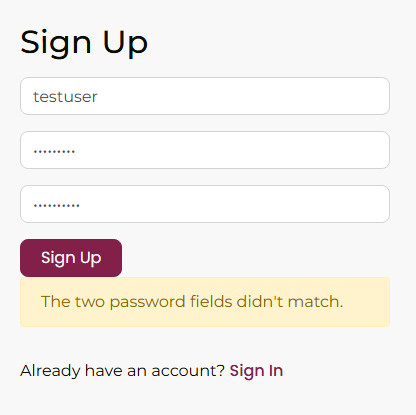 Sign Up
testuser
·········
··········
Sign Up
The two password fields didn't match.
Already have an account? Sign In